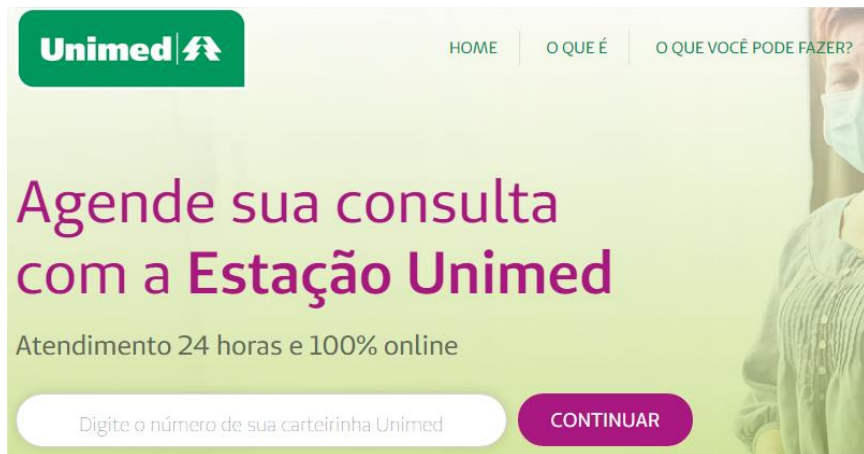 Unimed
HOME O QUE É O QUE VOCÊ PODE FAZER?
Agende sua consulta
com a Estação Unimed
Atendimento 24 horas e 100% online
Digite o número de sua carteirinha Unimed
CONTINUAR